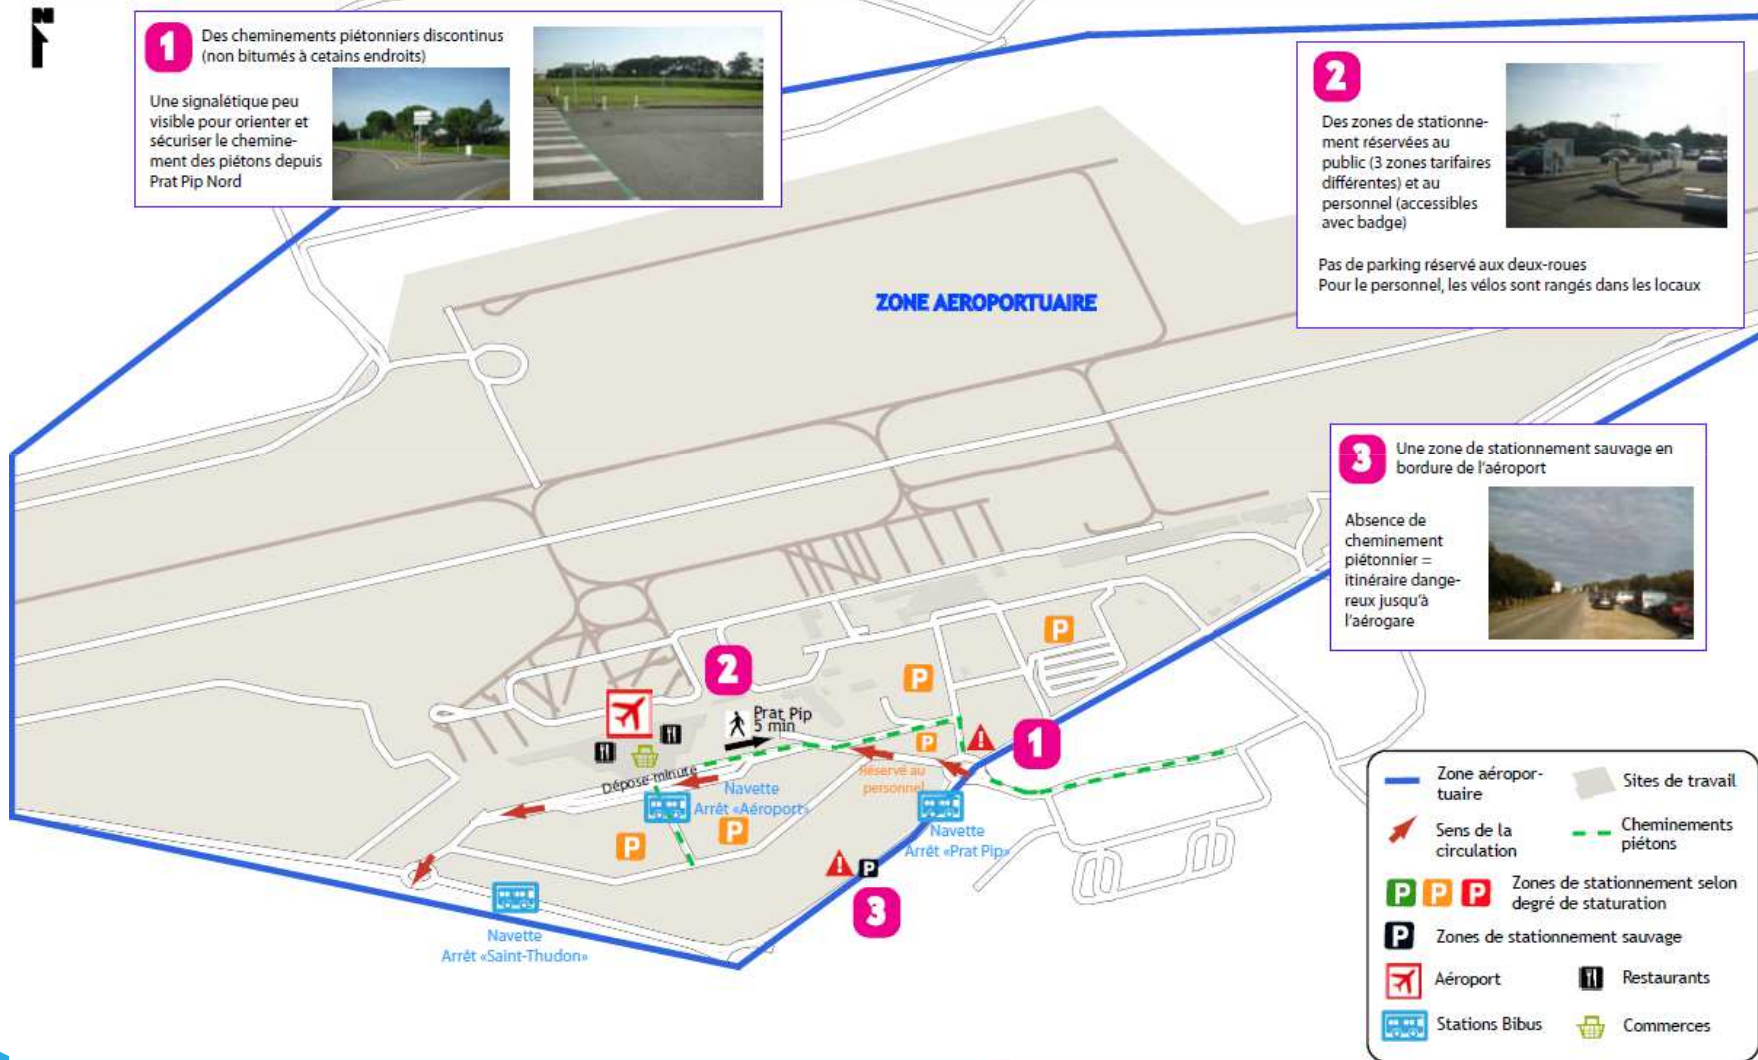 N
1
Des cheminements piétonniers discontinus
(non bitumés à cetains endroits)
Une signalétique peu
visible pour orienter et
sécuriser le chemine-
ment des piétons depuis
Prat Pip Nord
2
Des zones de stationne-
ment réservées au
public (3 zones tarifaires
différentes) et au
personnel (accessibles
avec badge)
Pas de parking réservé aux deux-roues
Pour le personnel, les vélos sont rangés dans les locaux
ZONE AEROPORTUAIRE
3
Une zone de stationnement sauvage en
bordure de l'aéroport
Absence de
cheminement
piétonnier =
itinéraire dange-
reux jusqu'à
l'aérogare
P
P
2
Prat Pip
5 min
1
P
Réservé au
personnel
Dépose-minute
Navette
Arrêt «Aéroport»
Navette
Arrêt «Prat Pip»
P
P
P
3
Navette
Arrêt «Saint-Thudon»
Zone aéropor-
tuaire
Sites de travail
Sens de la
circulation
Cheminements
piétons
P P P
Zones de stationnement selon
degré de staturation
P
Zones de stationnement sauvage
Aéroport
Restaurants
Stations Bibus
Commerces